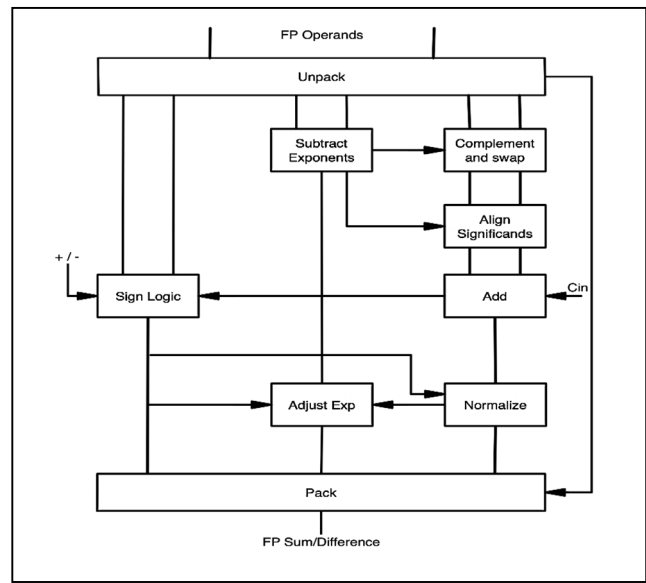 FP Operands
Unpack
Subtract
Exponents
Complement
and swap
Align
Significands
+ / -
Sign Logic
Add
Cin
Adjust Exp
Normalize
Pack
FP Sum/Difference